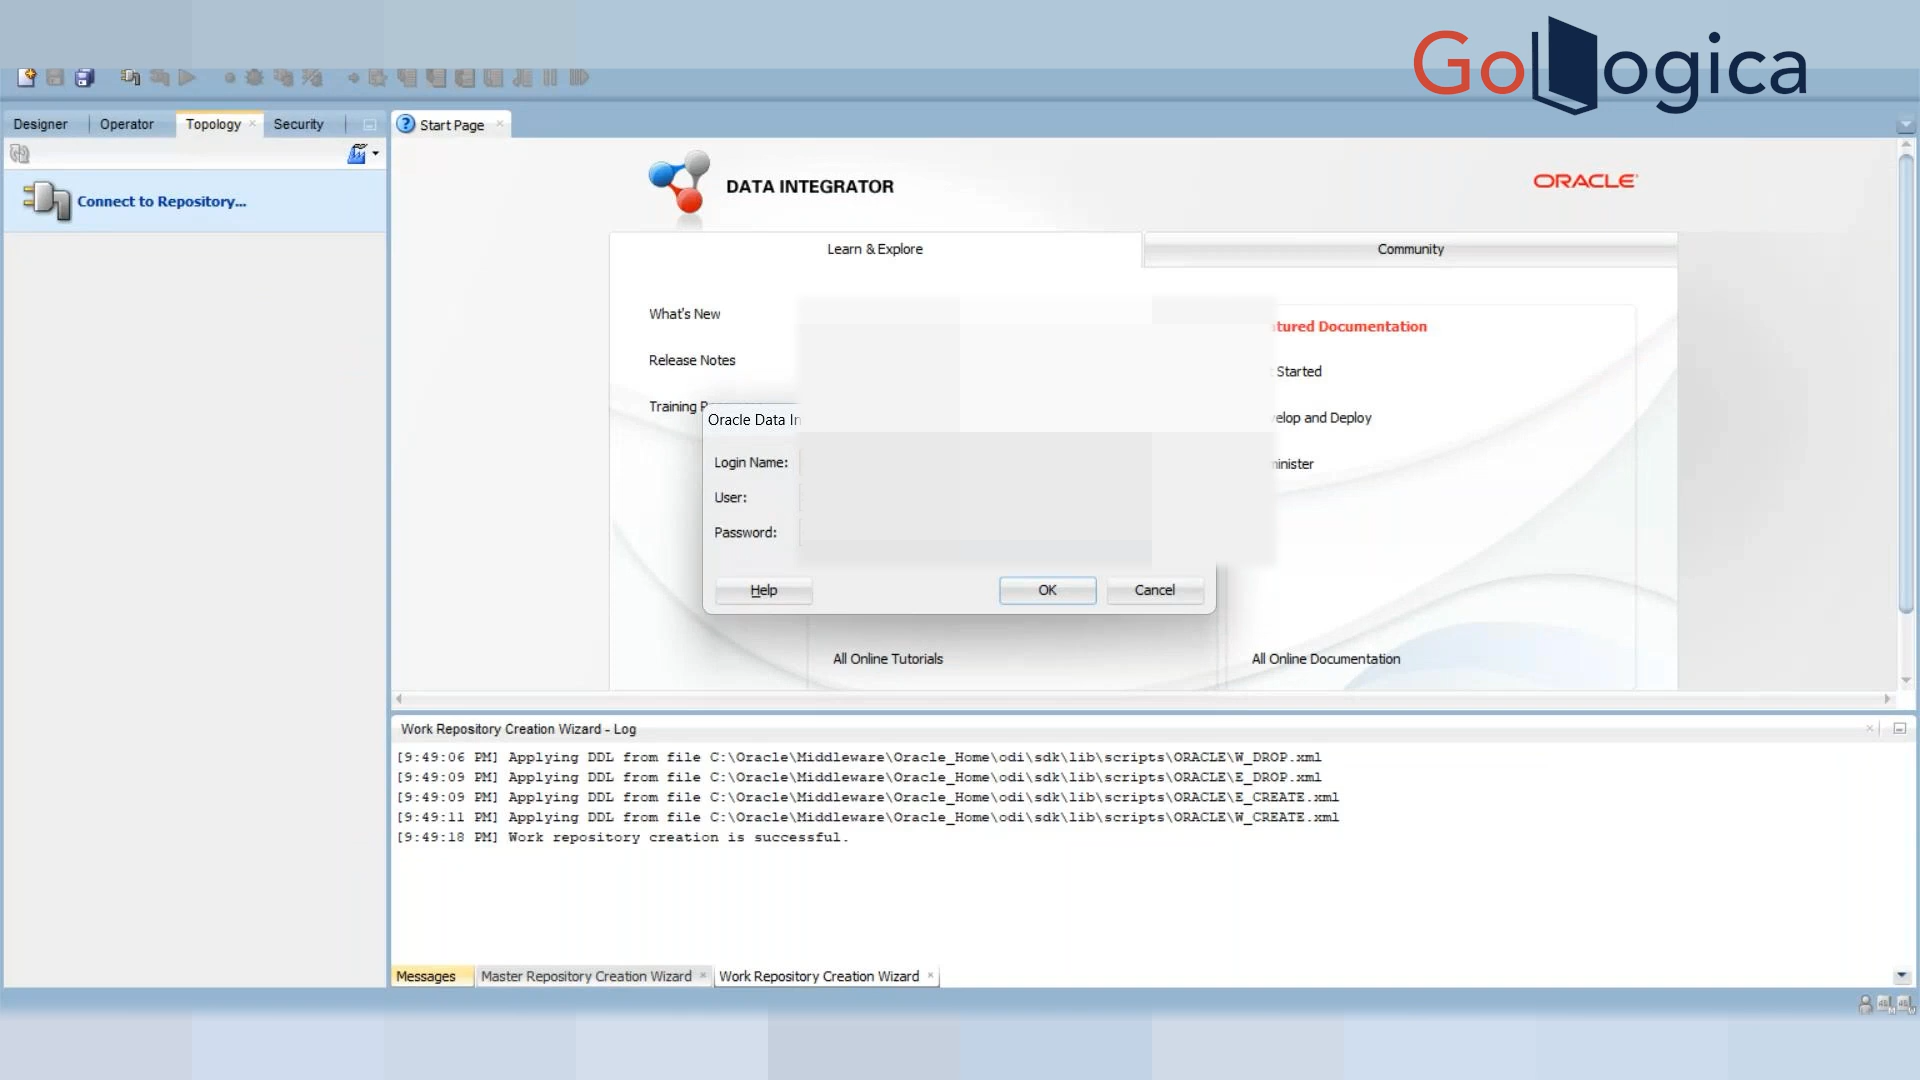 GoLogica
Designer
Operator
Topology
Security
Start Page
Connect to Repository...
DATA INTEGRATOR
ORACLE
Learn & Explore
Community
What's New
Release Notes
Training
Documentation
Started
and Deploy
Oracle Data
Login Name:
User:
Password:
Help
OK
Cancel
All Online Tutorials
All Online Documentation
Work Repository Creation Wizard - Log
[9:49:06 PM] Applying DDL from file C:\Oracle\Middleware\Oracle_Home\odi\sdk\lib\scripts\ORACLE\W_DROP.xml
[9:49:09 PM] Applying DDL from file C:\Oracle\Middleware\Oracle_Home\odi\sdk\lib\scripts\ORACLE\E_DROP.xml
[9:49:09 PM] Applying DDL from file C:\Oracle\Middleware\Oracle_Home\odi\sdk\lib\scripts\ORACLE\E_CREATE.xml
[9:49:11 PM] Applying DDL from file C:\Oracle\Middleware\Oracle_Home\odi\sdk\lib\scripts\ORACLE\W_CREATE.xml
[9:49:18 PM] Work repository creation is successful.
Messages
Master Repository Creation Wizard
Work Repository Creation Wizard